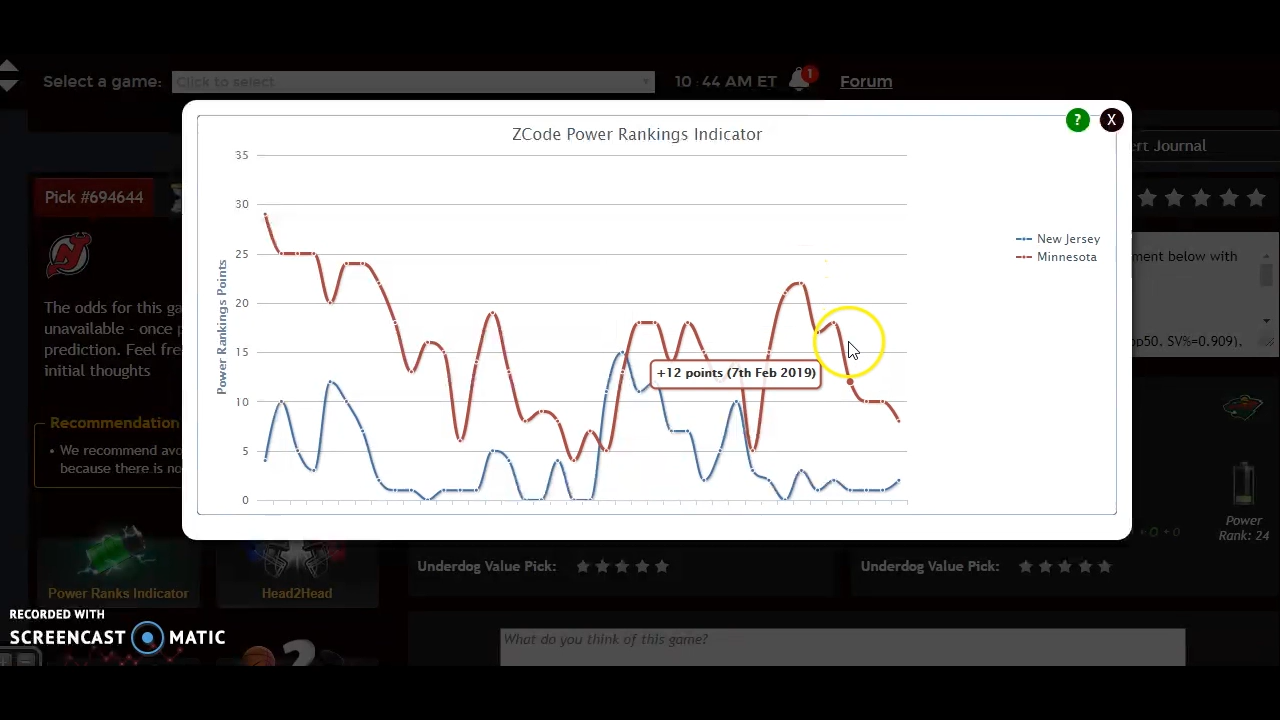 Select a game:
Click to select
10:44 AM ET
1
Forum
? X
ZCode Power Rankings Indicator
ert Journal
Pick #694644
35
30
25
20
15
10
5
0
Power Rankings Points
New Jersey
Minnesota
+12 points (7th Feb 2019)
ment below with
op50, SV%=0.909),
The odds for this ga
unavailable - once p
prediction. Feel fre
initial thoughts
Recommendation
• We recommend avo
because there is no
Power
Rank: 24
Power Ranks Indicator
Head2Head
Underdog Value Pick:
Underdog Value Pick:
What do you think of this game?
RECORDED WITH
SCREENCAST MATIC